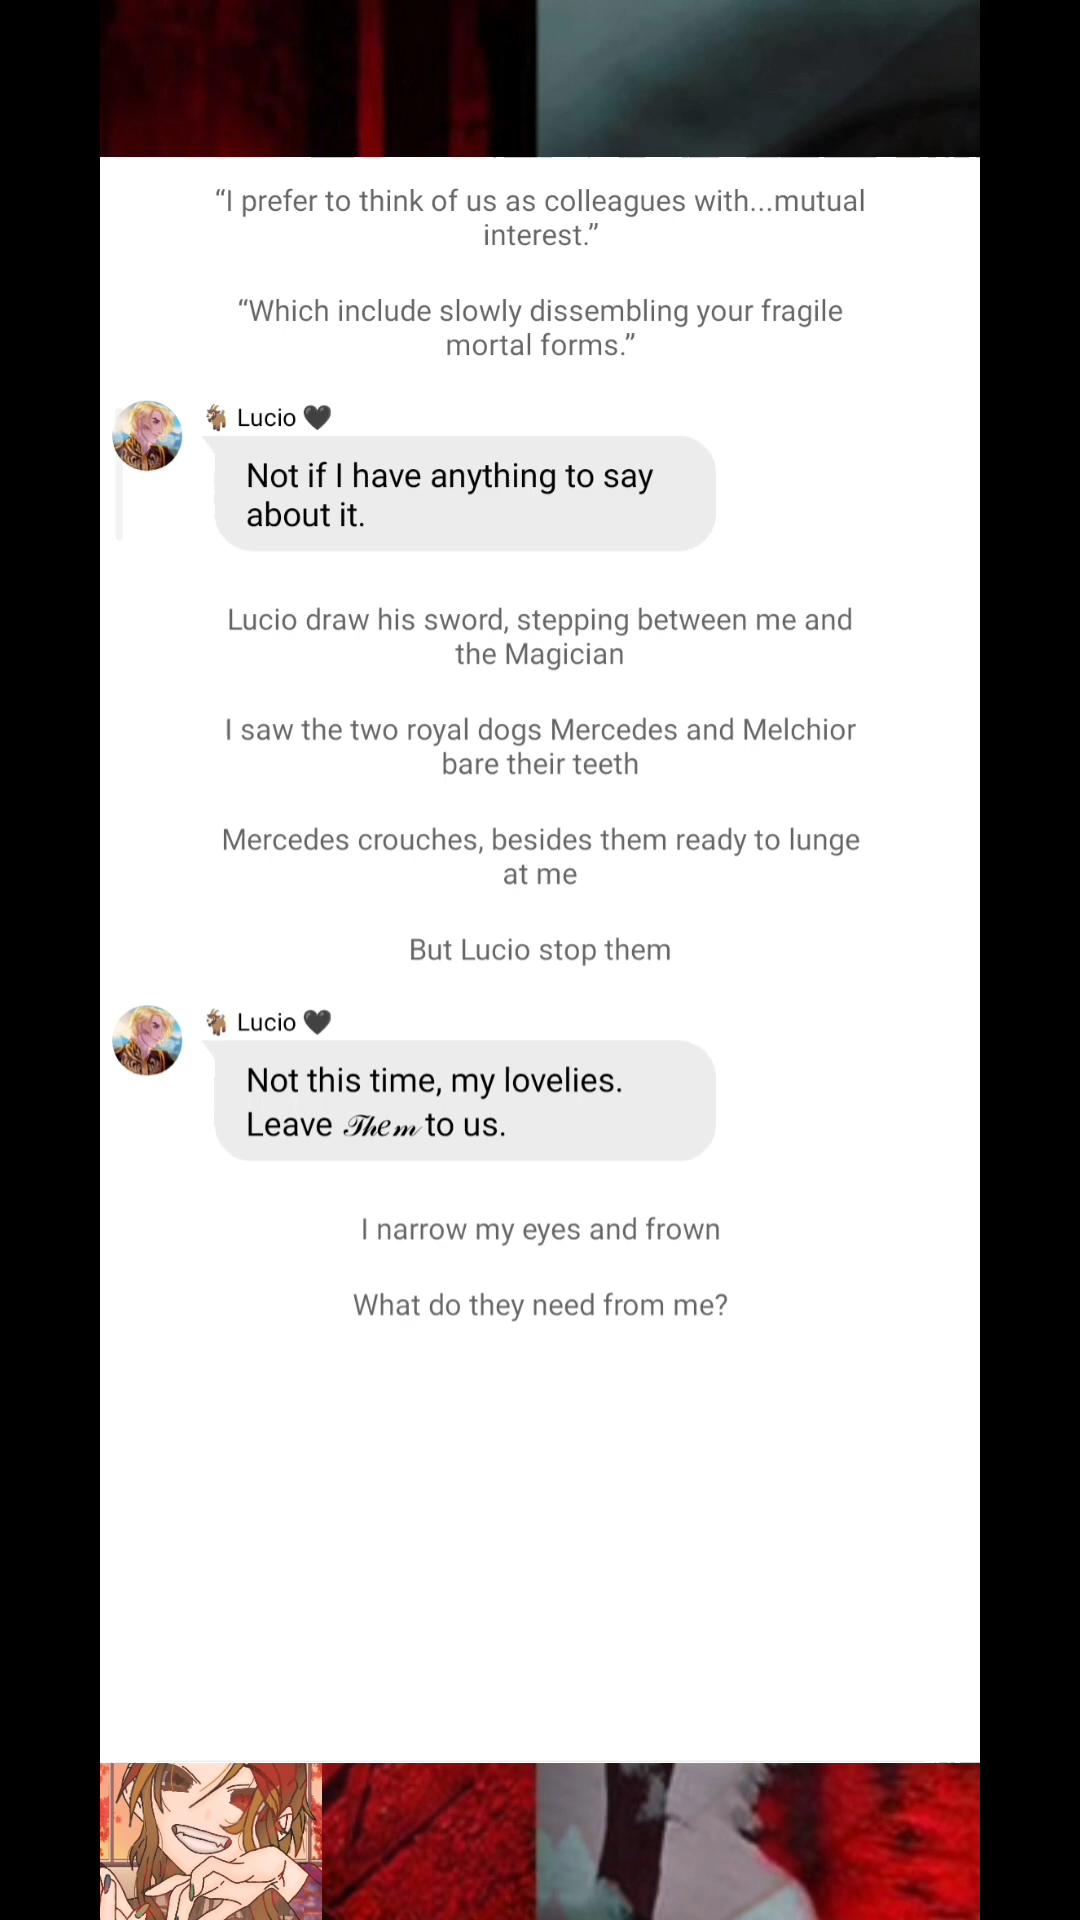 “I prefer to think of us as colleagues with...mutual
interest.”
“Which include slowly dissembling your fragile
mortal forms.”
🐐 Lucio 🖤
Not if I have anything to say
about it.
Lucio draw his sword, stepping between me and
the Magician
I saw the two royal dogs Mercedes and Melchior
bare their teeth
Mercedes crouches, besides them ready to lunge
at me
But Lucio stop them
🐐 Lucio 🖤
Not this time, my lovelies.
Leave 𝒯𝒽ℯ𝓂 to us.
I narrow my eyes and frown
What do they need from me?